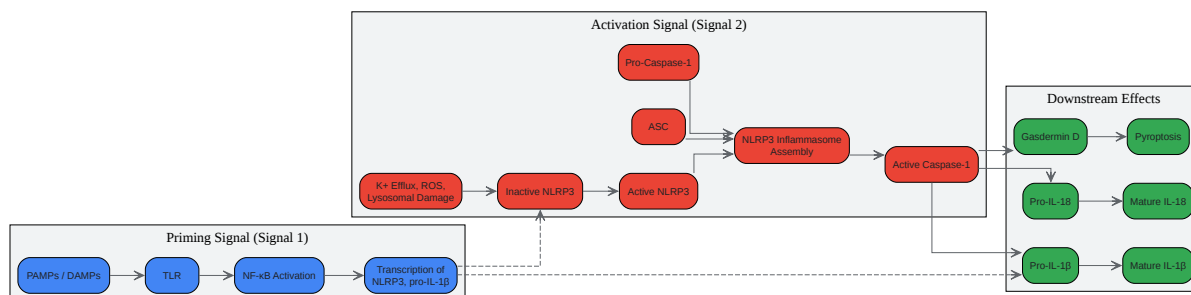 Activation Signal (Signal 2)
Pro-Caspase-1
ASC
NLRP3 Inflammasome
Assembly
Active Caspase-1
K+ Efflux, ROS,
Lysosomal Damage
Inactive NLRP3
Active NLRP3
Downstream Effects
Gasdermin D
Pyroptosis
Pro-IL-18
Mature IL-18
Pro-IL-1β
Mature IL-1β
Priming Signal (Signal 1)
PAMPs / DAMPs
TLR
NF-κB Activation
Transcription of
NLRP3, pro-IL-1β